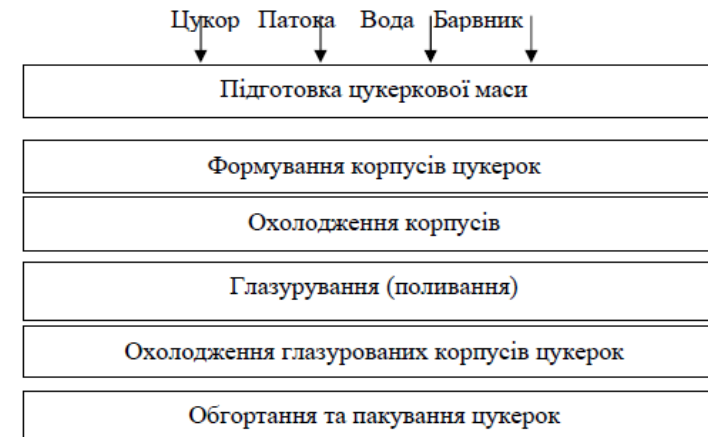 Цукор Патока Вода Барвник
Підготовка цукеркової маси
Формування корпусів цукерок
Охолодження корпусів
Глазурування (поливання)
Охолодження глазурованих корпусів цукерок
Обгортання та пакування цукерок